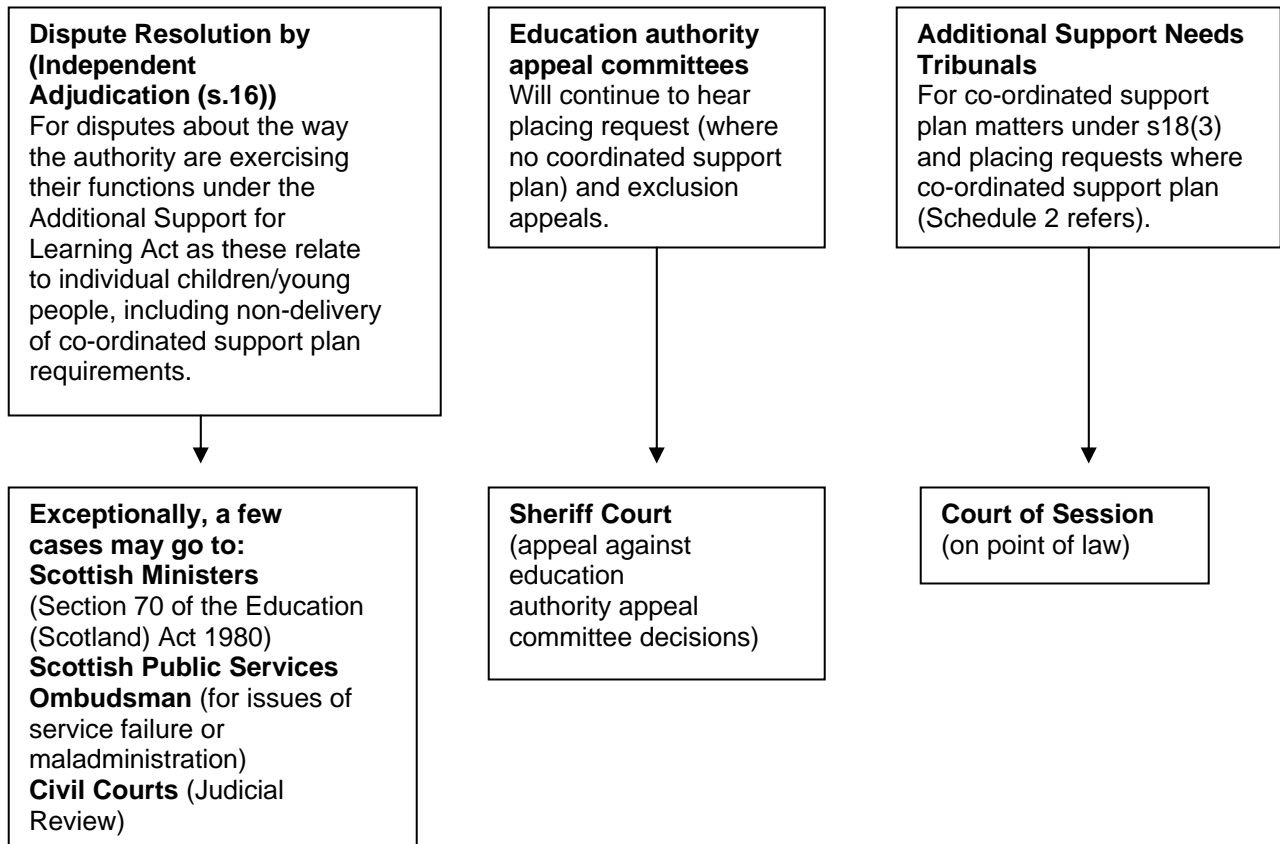 Dispute Resolution by
(Independent
Adjudication (s.16))
For disputes about the way
the authority are exercising
their functions under the
Additional Support for
Learning Act as these relate
to individual children/young
people, including non-delivery
of co-ordinated support plan
requirements.
Education authority
appeal committees
Will continue to hear
placing request (where
no coordinated support
plan) and exclusion
appeals.
Additional Support Needs
Tribunals
For co-ordinated support
plan matters under s18(3)
and placing requests where
co-ordinated support plan
(Schedule 2 refers).
Exceptionally, a few
cases may go to:
Scottish Ministers
(Section 70 of the Education
(Scotland) Act 1980)
Scottish Public Services
Ombudsman (for issues of
service failure or
maladministration)
Civil Courts (Judicial
Review)
Sheriff Court
(appeal against
education
authority appeal
committee decisions)
Court of Session
(on point of law)